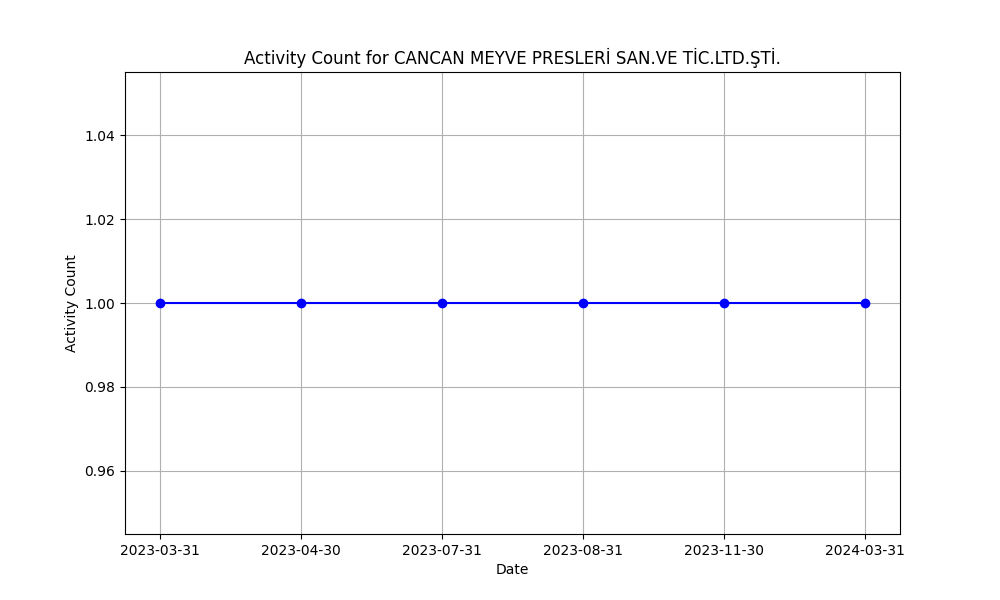 Activity Count for CANCAN MEYVE PRESLERİ SAN.VE TİC.LTD.ŞTİ.
1.04
1.02
1.00
0.98
0.96
Activity Count
2023-03-31 2023-04-30 2023-07-31 2023-08-31 2023-11-30 2024-03-31
Date